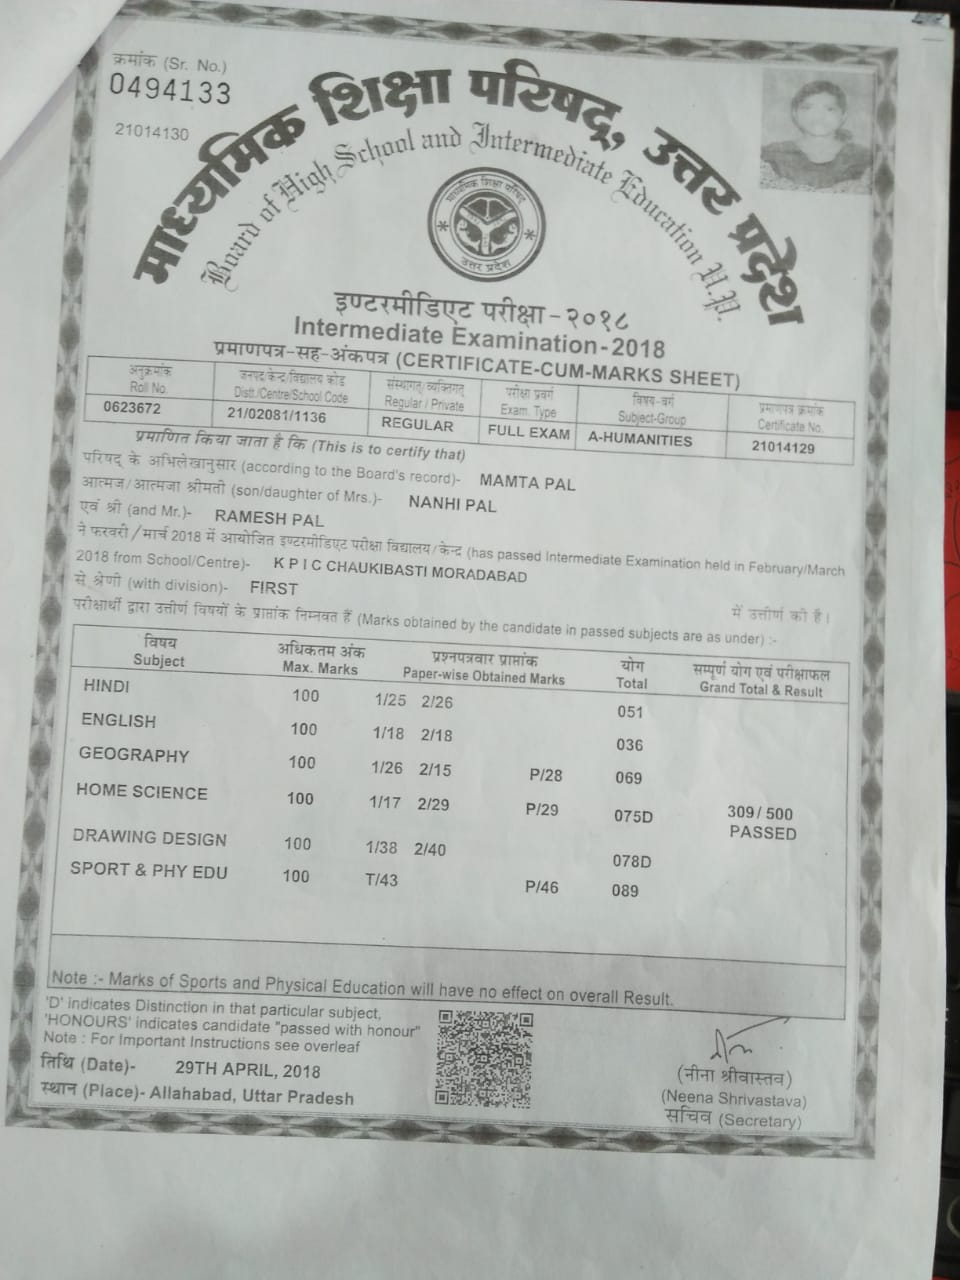 क्रमांक (Sr. No.)
0494133
21014130
माध्यमिक शिक्षा परिषद्, उत्तर प्रदेश
Board of High School and Intermediate Education U.P.
माध्यमिक शिक्षा परिषद्
उत्तर प्रदेश
इण्टरमीडिएट परीक्षा-२०१८
Intermediate Examination-2018
प्रमाणपत्र-सह-अंकपत्र (CERTIFICATE-CUM-MARKS SHEET)
अनुक्रमांक जनपद/केन्द्र/विद्यालय कोड संस्थागत/व्यक्तिगत परीक्षा प्रवर्ग विषय-वर्ग प्रमाणपत्र क्रमांक
Roll No. Distt./Centre/School Code Regular / Private Exam. Type Subject-Group Certificate No.
0623672 21/02081/1136 REGULAR FULL EXAM A-HUMANITIES 21014129
प्रमाणित किया जाता है कि (This is to certify that)
परिषद् के अभिलेखानुसार (according to the Board's record)- MAMTA PAL
आत्मज/आत्मजा श्रीमती (son/daughter of Mrs.)- NANHI PAL
एवं श्री (and Mr.)- RAMESH PAL
ने फरवरी/मार्च 2018 में आयोजित इण्टरमीडिएट परीक्षा विद्यालय/केन्द्र (has passed Intermediate Examination held in February/March
2018 from School/Centre)- K P I C CHAUKIBASTI MORADABAD
से श्रेणी (with division)- FIRST में उत्तीर्ण की है।
परीक्षार्थी द्वारा उत्तीर्ण विषयों के प्राप्तांक निम्नवत हैं (Marks obtained by the candidate in passed subjects are as under) :-
विषय अधिकतम अंक प्रश्नपत्रवार प्राप्तांक योग सम्पूर्ण योग एवं परीक्षाफल
Subject Max. Marks Paper-wise Obtained Marks Total Grand Total & Result
HINDI 100 1/25 2/26 051
ENGLISH 100 1/18 2/18 036
GEOGRAPHY 100 1/26 2/15 P/28 069
HOME SCIENCE 100 1/17 2/29 P/29 075D 309/500
PASSED
DRAWING DESIGN 100 1/38 2/40 078D
SPORT & PHY EDU 100 T/43 P/46 089
Note :- Marks of Sports and Physical Education will have no effect on overall Result.
'D' indicates Distinction in that particular subject,
'HONOURS' indicates candidate "passed with honour"
Note : For Important Instructions see overleaf
तिथि (Date)- 29TH APRIL, 2018
स्थान (Place)- Allahabad, Uttar Pradesh
(नीना श्रीवास्तव)
(Neena Shrivastava)
सचिव (Secretary)